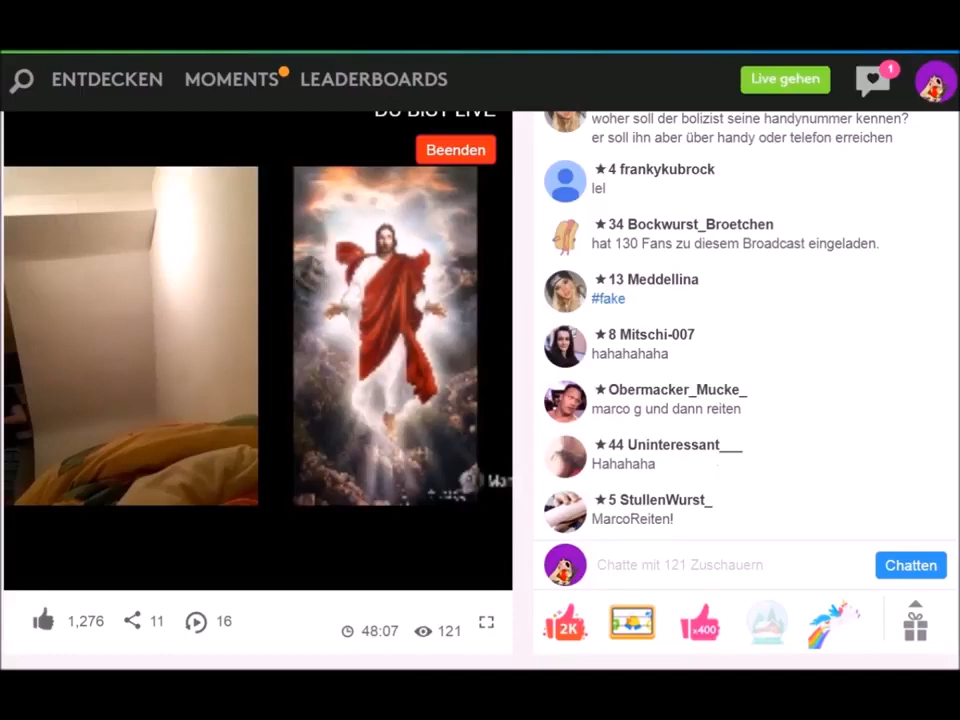 ENTDECKEN MOMENTS LEADERBOARDS Live gehen 1
DU BIST LIVE
Beenden
woher soll der bolizist seine handynummer kennen?
er soll ihn aber über handy oder telefon erreichen
★4 frankykubrock
lel
★34 Bockwurst_Broetchen
hat 130 Fans zu diesem Broadcast eingeladen.
★13 Meddellina
#fake
★8 Mitschi-007
hahahahaha
★Obermacker_Mucke_
marco g und dann reiten
★44 Uninteressant___
Hahahaha
★5 StullenWurst_
MarcoReiten!
Chatte mit 121 Zuschauern
Chatten
1,276 11 16 48:07 121
2K x400